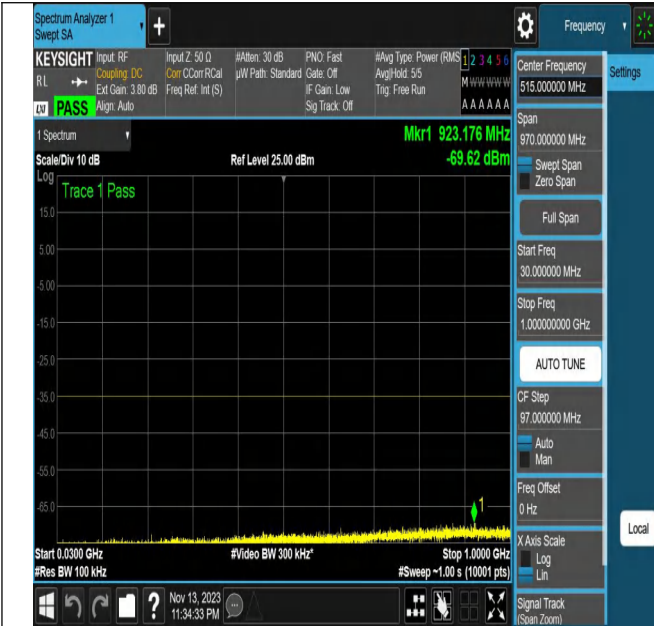 Spectrum Analyzer 1
Swept SA
+
Frequency
KEYSIGHT
RL
LXI
PASS
Input: RF
Coupling: DC
Ext Gain: 3.80 dB
Align: Auto
Input Z: 50 Ω
Corr CCorr RCal
Freq Ref: Int (S)
#Atten: 30 dB
µW Path: Standard
PNO: Fast
Gate: Off
IF Gain: Low
Sig Track: Off
#Avg Type: Power (RMS
Avg|Hold: 5/5
Trig: Free Run
1 2 3 4 5 6
M W W W W W
A A A A A A
1 Spectrum
Scale/Div 10 dB
Ref Level 25.00 dBm
Mkr1 923.176 MHz
-69.62 dBm
Log
Trace 1 Pass
15.0
5.00
-5.00
-15.0
-25.0
-35.0
-45.0
-55.0
-65.0
1
Start 0.0300 GHz
#Res BW 100 kHz
#Video BW 300 kHz*
Stop 1.0000 GHz
#Sweep ~1.00 s (10001 pts)
?
Nov 13, 2023
11:34:33 PM
Center Frequency
515.000000 MHz
Span
970.000000 MHz
Swept Span
Zero Span
Full Span
Start Freq
30.000000 MHz
Stop Freq
1.000000000 GHz
AUTO TUNE
CF Step
97.000000 MHz
Auto
Man
Freq Offset
0 Hz
X Axis Scale
Log
Lin
Signal Track
(Span Zoom)
Settings
Local